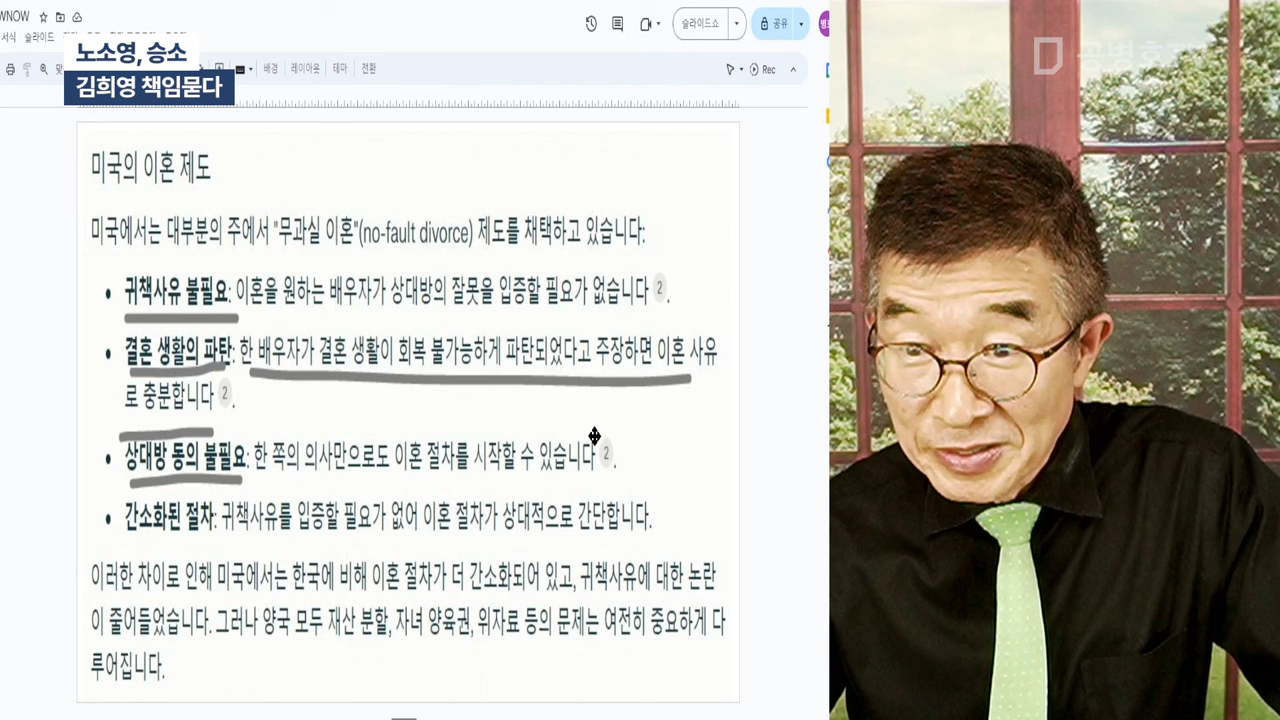 WNOW
서식 슬라이드
슬라이드쇼
공유
노소영, 승소
김희영 책임묻다
배경 레이아웃 테마 전환
Rec
공병호TV
미국의 이혼 제도
미국에서는 대부분의 주에서 "무과실 이혼"(no-fault divorce) 제도를 채택하고 있습니다:
• 귀책사유 불필요: 이혼을 원하는 배우자가 상대방의 잘못을 입증할 필요가 없습니다 2 .
• 결혼 생활의 파탄: 한 배우자가 결혼 생활이 회복 불가능하게 파탄되었다고 주장하면 이혼 사유
로 충분합니다 2 .
• 상대방 동의 불필요: 한 쪽의 의사만으로도 이혼 절차를 시작할 수 있습니다 2 .
• 간소화된 절차: 귀책사유를 입증할 필요가 없어 이혼 절차가 상대적으로 간단합니다.
이러한 차이로 인해 미국에서는 한국에 비해 이혼 절차가 더 간소화되어 있고, 귀책사유에 대한 논란
이 줄어들었습니다. 그러나 양국 모두 재산 분할, 자녀 양육권, 위자료 등의 문제는 여전히 중요하게 다
루어집니다.